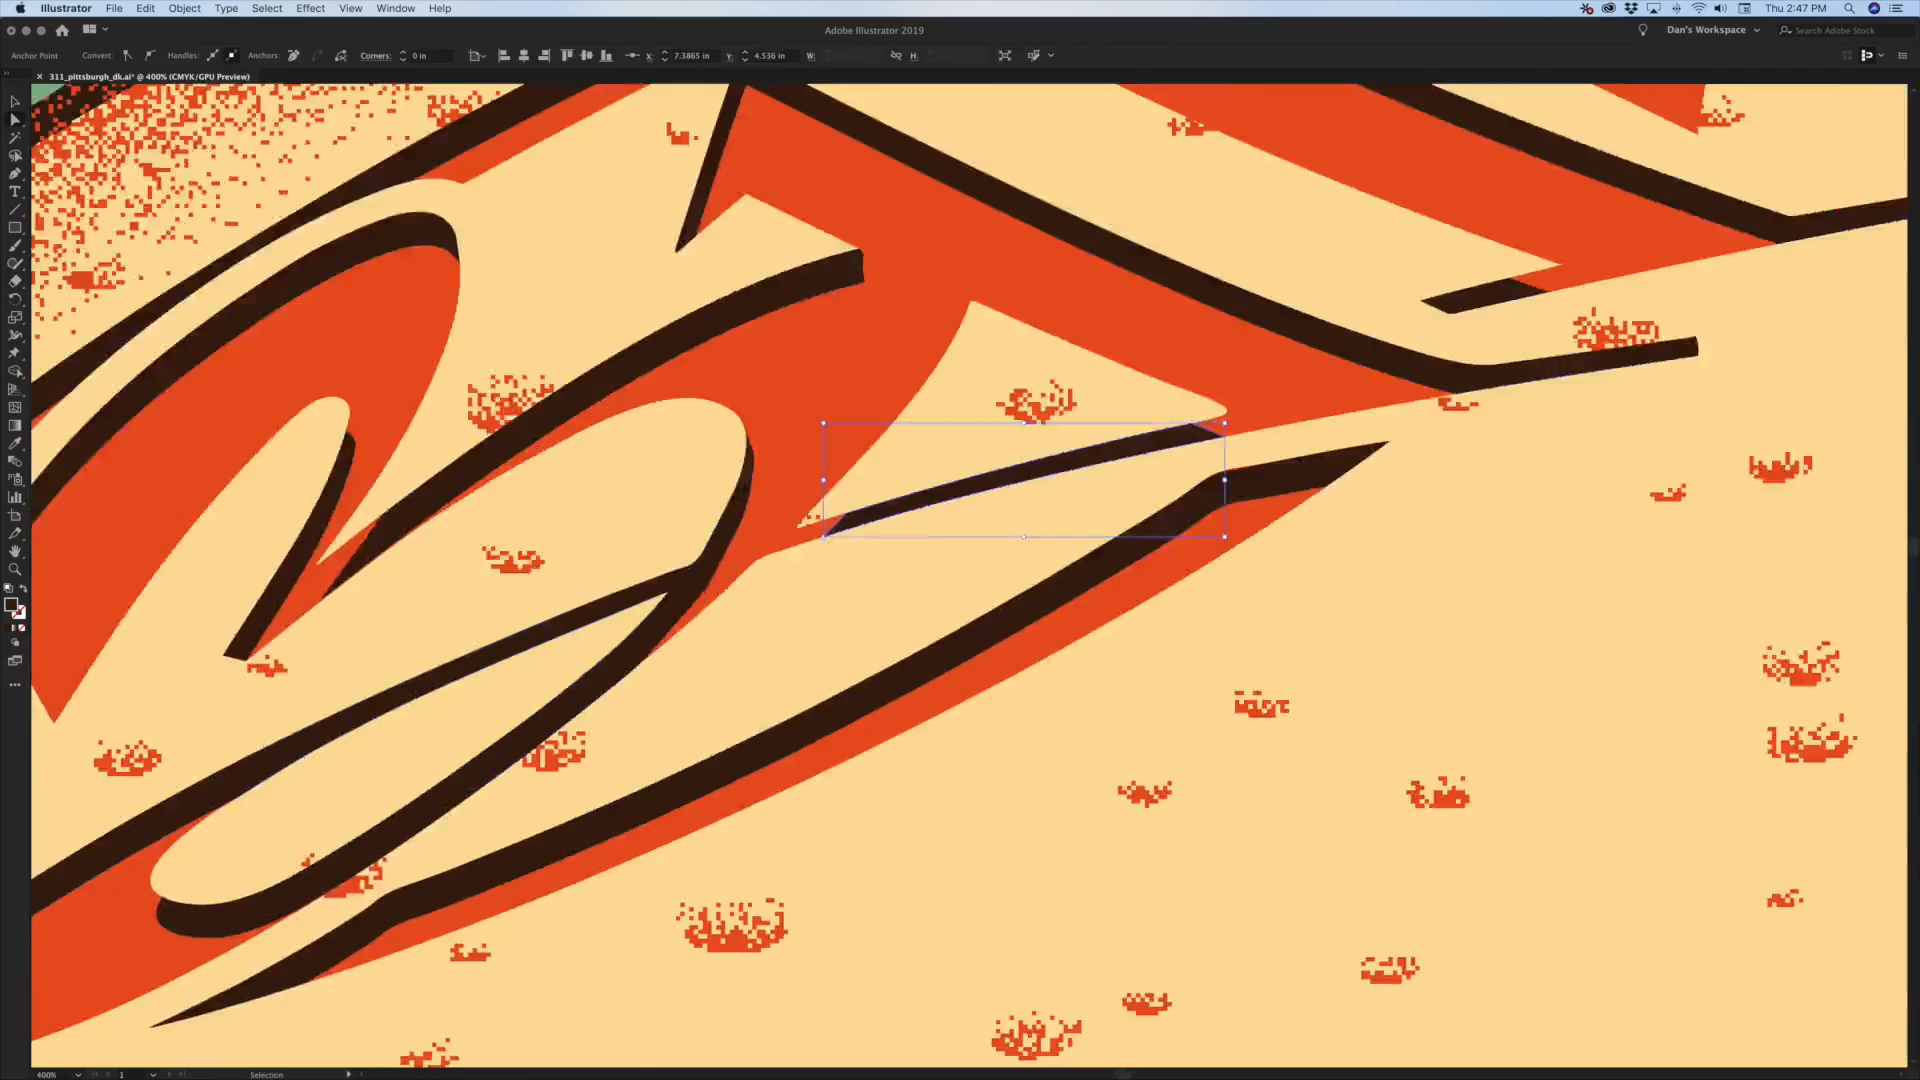 Illustrator File Edit Object Type Select Effect View Window Help Thu 2:47 PM
Adobe Illustrator 2019 Dan's Workspace Search Adobe Stock
Anchor Point Convert: Handles: Anchors: Corners: 0 in X: 7.3865 in Y: 4.536 in W: H:
311_pittsburgh_dk.ai* @ 400% (CMYK/GPU Preview)
400% 1 Selection